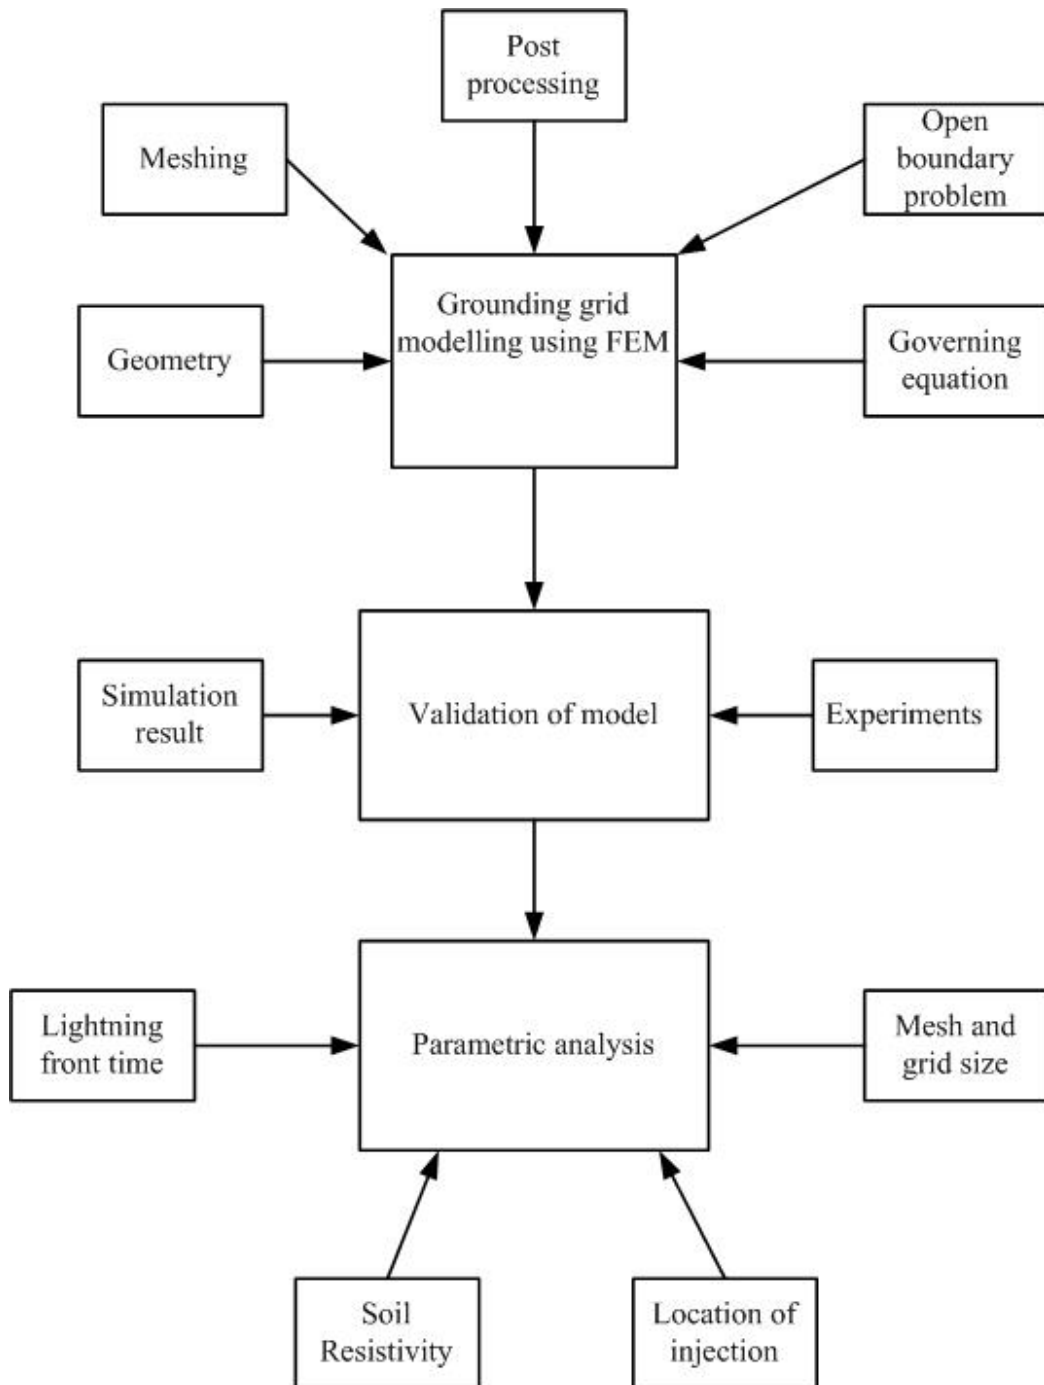 Post
processing
Meshing
Open
boundary
problem
Grounding grid
modelling using FEM
Geometry
Governing
equation
Simulation
result
Validation of model
Experiments
Lightning
front time
Parametric analysis
Mesh and
grid size
Soil
Resistivity
Location of
injection